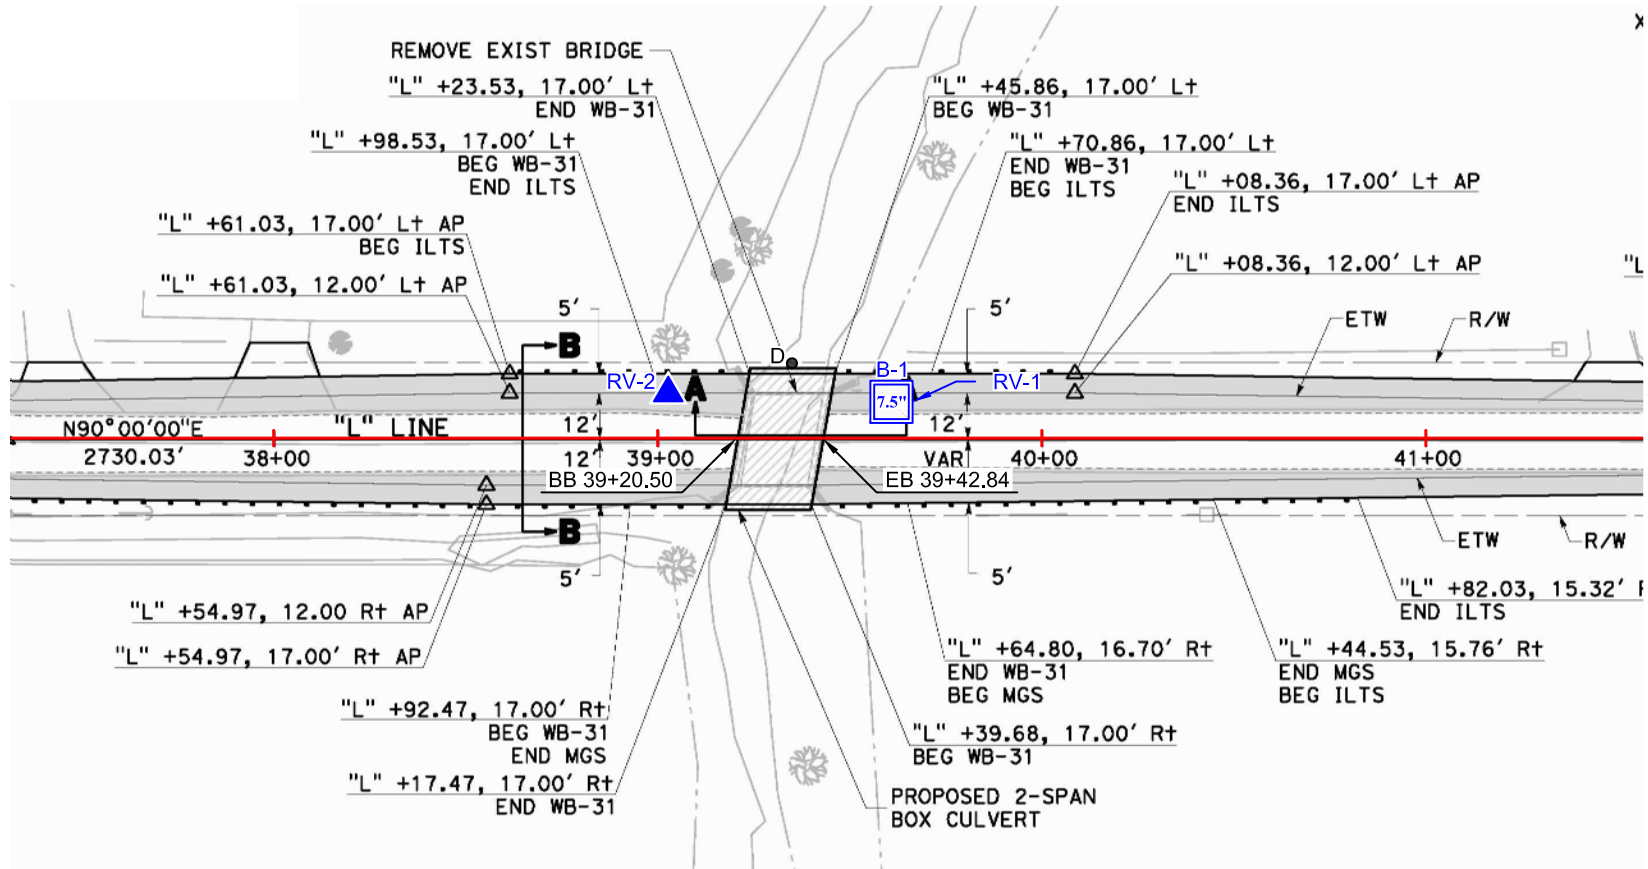 REMOVE EXIST BRIDGE
"L" +23.53, 17.00' Lt
END WB-31
"L" +98.53, 17.00' Lt
BEG WB-31
END ILTS
"L" +61.03, 17.00' Lt AP
BEG ILTS
"L" +61.03, 12.00' Lt AP
"L" +45.86, 17.00' Lt
BEG WB-31
"L" +70.86, 17.00' Lt
END WB-31
BEG ILTS
"L" +08.36, 17.00' Lt AP
END ILTS
"L" +08.36, 12.00' Lt AP
"L
X
5'
5'
ETW
R/W
B
D
B-1
RV-2
A
7.5"
RV-1
N90°00'00"E
"L" LINE
12'
12'
2730.03'
38+00
12'
39+00
VAR
40+00
41+00
BB 39+20.50
EB 39+42.84
B
ETW
R/W
5'
5'
"L" +54.97, 12.00 Rt AP
"L" +54.97, 17.00' Rt AP
"L" +92.47, 17.00' Rt
BEG WB-31
END MGS
"L" +17.47, 17.00' Rt
END WB-31
"L" +82.03, 15.32'
END ILTS
"L" +64.80, 16.70' Rt
END WB-31
BEG MGS
"L" +44.53, 15.76' Rt
END MGS
BEG ILTS
"L" +39.68, 17.00' Rt
BEG WB-31
PROPOSED 2-SPAN
BOX CULVERT